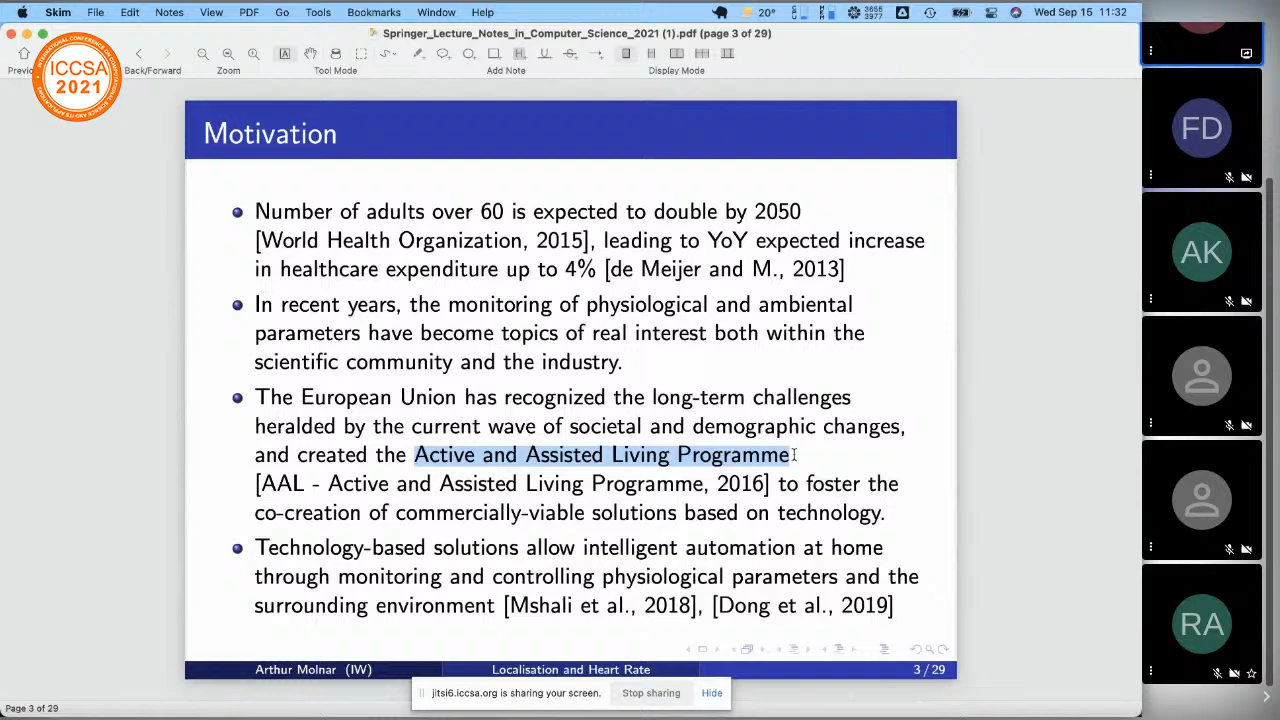 Skim File Edit Notes View PDF Go Tools Bookmarks Window Help 20° 3656 3977 Wed Sep 15 11:32
Springer_Lecture_Notes_in_Computer_Science_2021 (1).pdf (page 3 of 29)
Back/Forward Zoom Tool Mode Add Note Display Mode
ICCSA
2021
Motivation
Number of adults over 60 is expected to double by 2050
[World Health Organization, 2015], leading to YoY expected increase
in healthcare expenditure up to 4% [de Meijer and M., 2013]
In recent years, the monitoring of physiological and ambiental
parameters have become topics of real interest both within the
scientific community and the industry.
The European Union has recognized the long-term challenges
heralded by the current wave of societal and demographic changes,
and created the Active and Assisted Living Programme
[AAL - Active and Assisted Living Programme, 2016] to foster the
co-creation of commercially-viable solutions based on technology.
Technology-based solutions allow intelligent automation at home
through monitoring and controlling physiological parameters and the
surrounding environment [Mshali et al., 2018], [Dong et al., 2019]
Arthur Molnar (IW) Localisation and Heart Rate 3 / 29
jitsi6.iccsa.org is sharing your screen. Stop sharing Hide
Page 3 of 29
FD
AK
RA